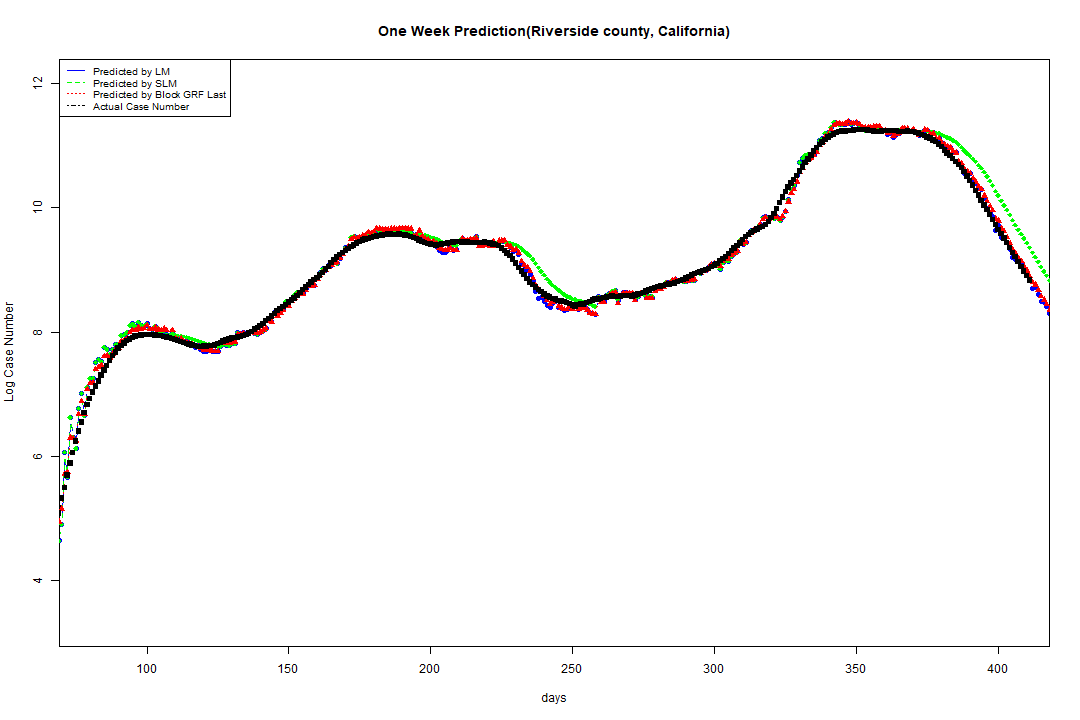 One Week Prediction(Riverside county, California)
Predicted by LM
Predicted by SLM
Predicted by Block GRF Last
Actual Case Number
12
10
8
6
4
Log Case Number
100 150 200 250 300 350 400
days